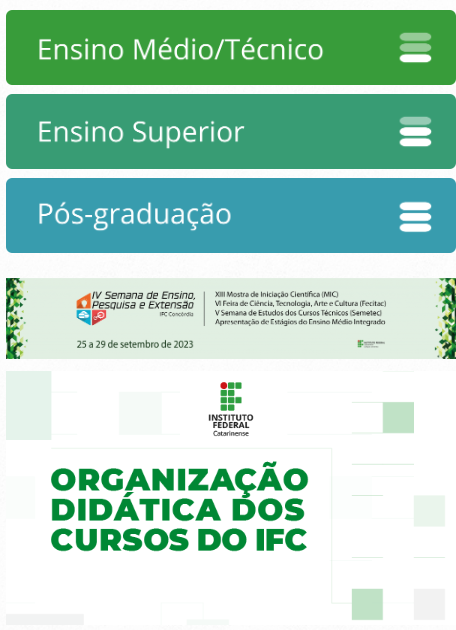 Ensino Médio/Técnico
Ensino Superior
Pós-graduação
IV Semana de Ensino,
Pesquisa e Extensão
IFC Concórdia
XIII Mostra de Iniciação Científica (MIC)
VI Feira de Ciência, Tecnologia, Arte e Cultura (Fecitac)
V Semana de Estudos dos Cursos Técnicos (Semetec)
Apresentação de Estágios do Ensino Médio Integrado
25 a 29 de setembro de 2023
INSTITUTO
FEDERAL
Catarinense
ORGANIZAÇÃO
DIDÁTICA DOS
CURSOS DO IFC